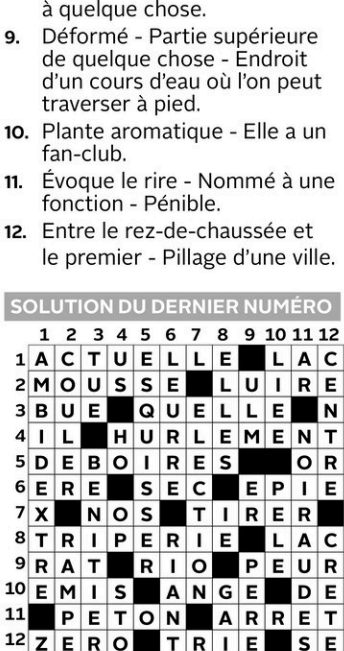 à quelque chose.
9. Déformé - Partie supérieure
de quelque chose - Endroit
d'un cours d'eau où l'on peut
traverser à pied.
10. Plante aromatique - Elle a un
fan-club.
11. Évoque le rire - Nommé à une
fonction - Pénible.
12. Entre le rez-de-chaussée et
le premier - Pillage d'une ville.
SOLUTION DU DERNIER NUMÉRO
1 2 3 4 5 6 7 8 9 10 11 12
1 A C T U E L L E L A C
2 M O U S S E L U I R E
3 B U E Q U E L L E N
4 I L H U R L E M E N T
5 D E B O I R E S O R
6 E R E S E C E P I E
7 X N O S T I R E R
8 T R I P E R I E L A C
9 R A T R I O P E U R
10 E M I S A N G E D E
11 P E T O N A R R E T
12 Z E R O T R I E S E